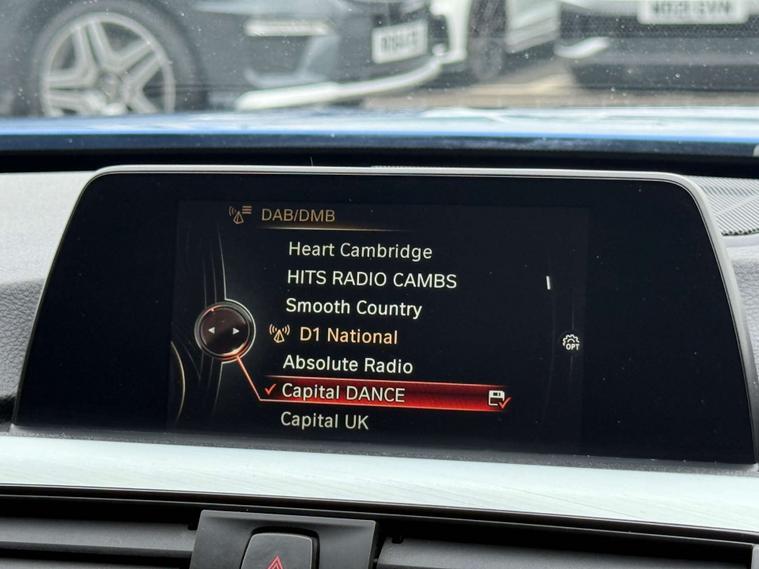 DAB/DMB
Heart Cambridge
HITS RADIO CAMBS
Smooth Country
D1 National
Absolute Radio
OPT
Capital DANCE
Capital UK